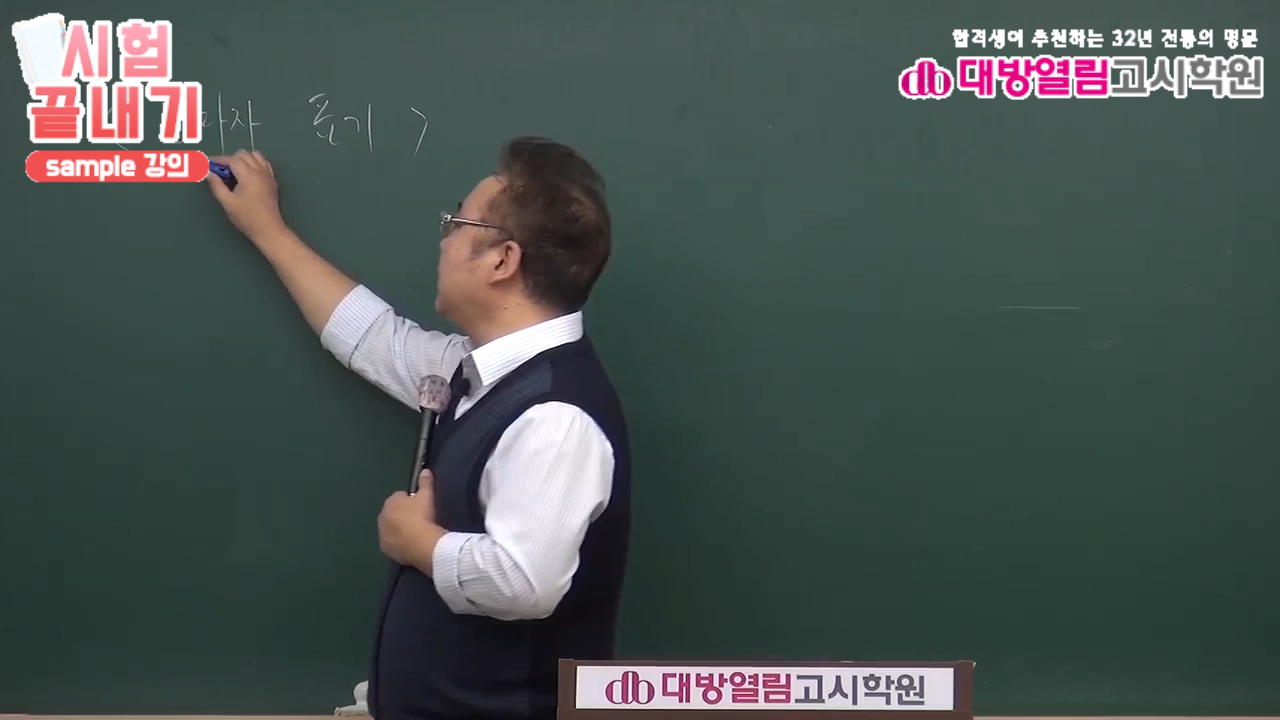 시험
끝내기
sample 강의
합격생이 추천하는 32년 전통의 명문
대방열림고시학원
표기 >
대방열림고시학원